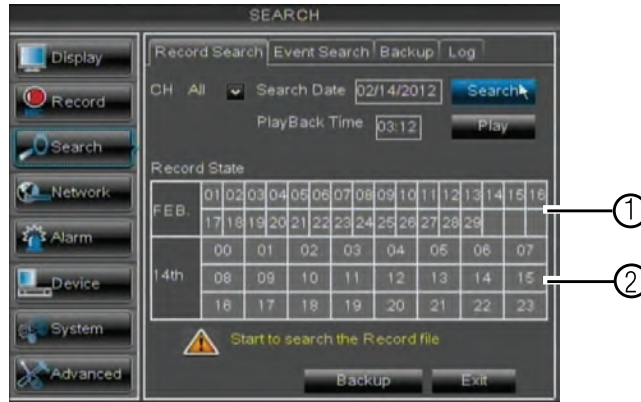 SEARCH
Display
Record
Search
Network
Alarm
Device
System
Advanced
Record Search Event Search Backup Log
CH All Search Date 02/14/2012 Search
PlayBack Time 03:12 Play
Record State
FEB. 01 02 03 04 05 06 07 08 09 10 11 12 13 14 15 16
17 18 19 20 21 22 23 24 25 26 27 28 29
14th 00 01 02 03 04 05 06 07
08 09 10 11 12 13 14 15
16 17 18 19 20 21 22 23
Start to search the Record file
Backup Exit
1
2